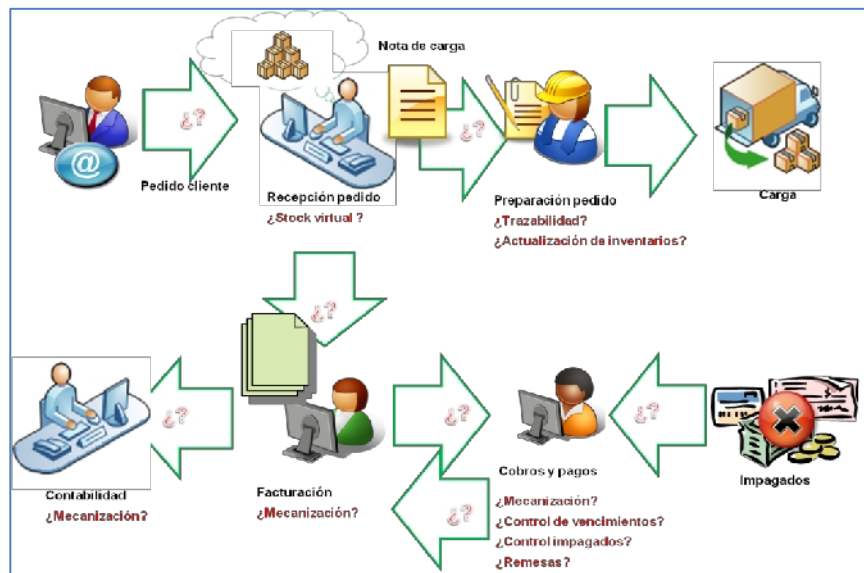 Nota de carga
¿?
@
¿?
Pedido cliente
Recepción pedido
¿Stock virtual ?
Preparación pedido
¿Trazabilidad?
¿Actualización de inventarios?
Carga
¿?
¿?
¿?
¿?
Contabilidad
¿Mecanización?
Facturación
¿Mecanización?
¿?
Cobros y pagos
¿Mecanización?
¿Control de vencimientos?
¿Control impagados?
¿Remesas?
Impagados